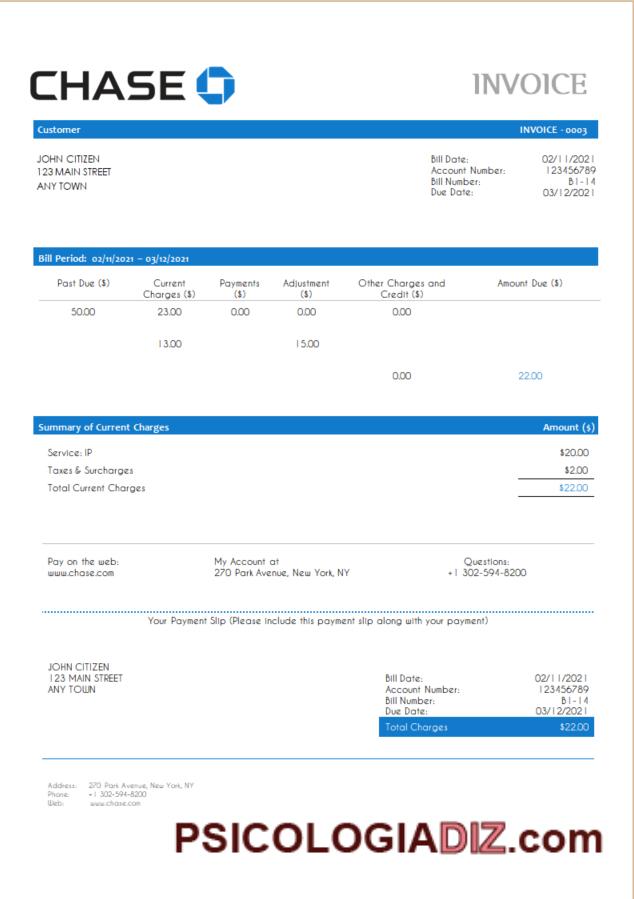 CHASE
INVOICE
Customer INVOICE - 0003
JOHN CITIZEN
123 MAIN STREET
ANY TOWN
Bill Date: 02/11/2021
Account Number: 123456789
Bill Number: B1-14
Due Date: 03/12/2021
Bill Period: 02/11/2021 – 03/12/2021
Past Due ($) Current Charges ($) Payments ($) Adjustment ($) Other Charges and Credit ($) Amount Due ($)
50.00 23.00 0.00 0.00 0.00
13.00 15.00
0.00 22.00
Summary of Current Charges Amount ($)
Service: IP $20.00
Taxes & Surcharges $2.00
Total Current Charges $22.00
Pay on the web: My Account at Questions:
www.chase.com 270 Park Avenue, New York, NY +1 302-594-8200
Your Payment Slip (Please include this payment slip along with your payment)
JOHN CITIZEN
123 MAIN STREET
ANY TOWN
Bill Date: 02/11/2021
Account Number: 123456789
Bill Number: B1-14
Due Date: 03/12/2021
Total Charges $22.00
Address: 270 Park Avenue, New York, NY
Phone: +1 302-594-8200
Web: www.chase.com
PSICOLOGIADIZ.com